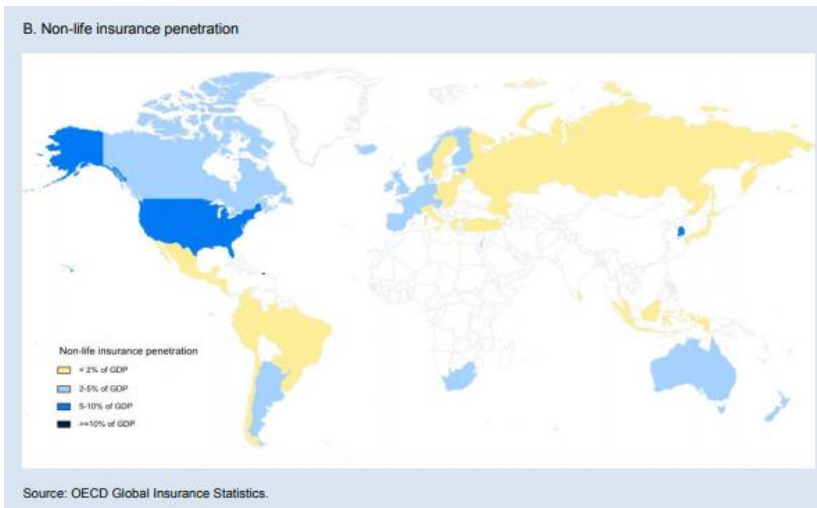 B. Non-life insurance penetration
Non-life insurance penetration
< 2% of GDP
2-5% of GDP
5-10% of GDP
>=10% of GDP
Source: OECD Global Insurance Statistics.